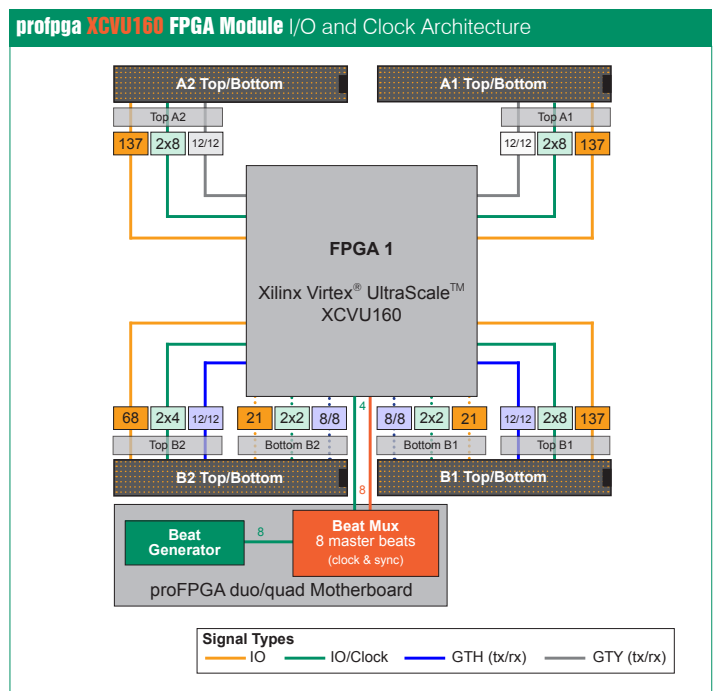 profpga XCVU160 FPGA Module I/O and Clock Architecture
A2 Top/Bottom
A1 Top/Bottom
Top A2
Top A1
137 2x8 12/12
12/12 2x8 137
FPGA 1
Xilinx Virtex® UltraScale™
XCVU160
68 2x4 12/12 21 2x2 8/8
4
8/8 2x2 21 12/12 2x8 137
Top B2
Bottom B2
Bottom B1
Top B1
B2 Top/Bottom
B1 Top/Bottom
8
Beat
Generator
8
Beat Mux
8 master beats
(clock & sync)
proFPGA duo/quad Motherboard
Signal Types
IO
IO/Clock
GTH (tx/rx)
GTY (tx/rx)